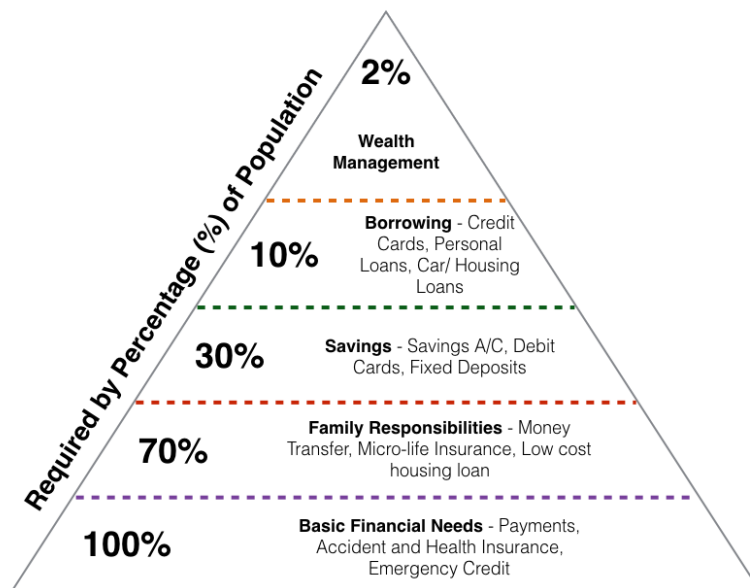 Required by Percentage (%) of Population
2%
Wealth
Management
10%
Borrowing - Credit
Cards, Personal
Loans, Car/ Housing
Loans
30%
Savings - Savings A/C, Debit
Cards, Fixed Deposits
70%
Family Responsibilities - Money
Transfer, Micro-life Insurance, Low cost
housing loan
100%
Basic Financial Needs - Payments,
Accident and Health Insurance,
Emergency Credit